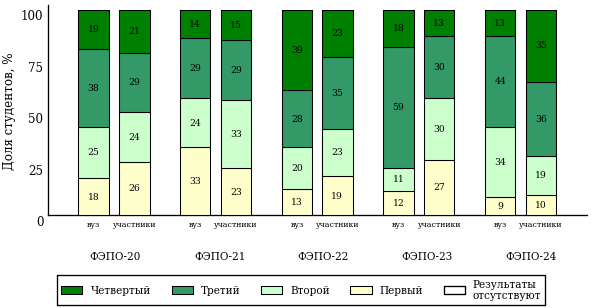 100
75
50
25
0
Доля студентов, %
19 21 14 15 39 23 18 13 13 35
38 29 29 29 28 35 59 30 44 36
25 24 24 33 20 23 11 30 34 19
18 26 33 23 13 19 12 27 9 10
вуз участники вуз участники вуз участники вуз участники вуз участники
ФЭПО-20 ФЭПО-21 ФЭПО-22 ФЭПО-23 ФЭПО-24
Четвертый Третий Второй Первый Результаты
отсутствуют